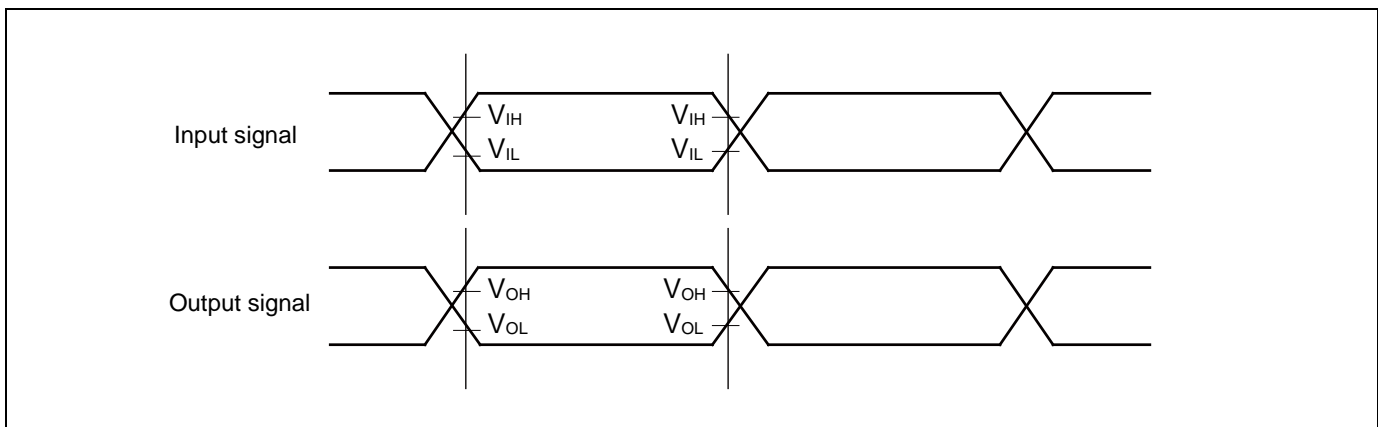 Input signal
VIH VIH
VIL VIL
Output signal
VOH VOH
VOL VOL